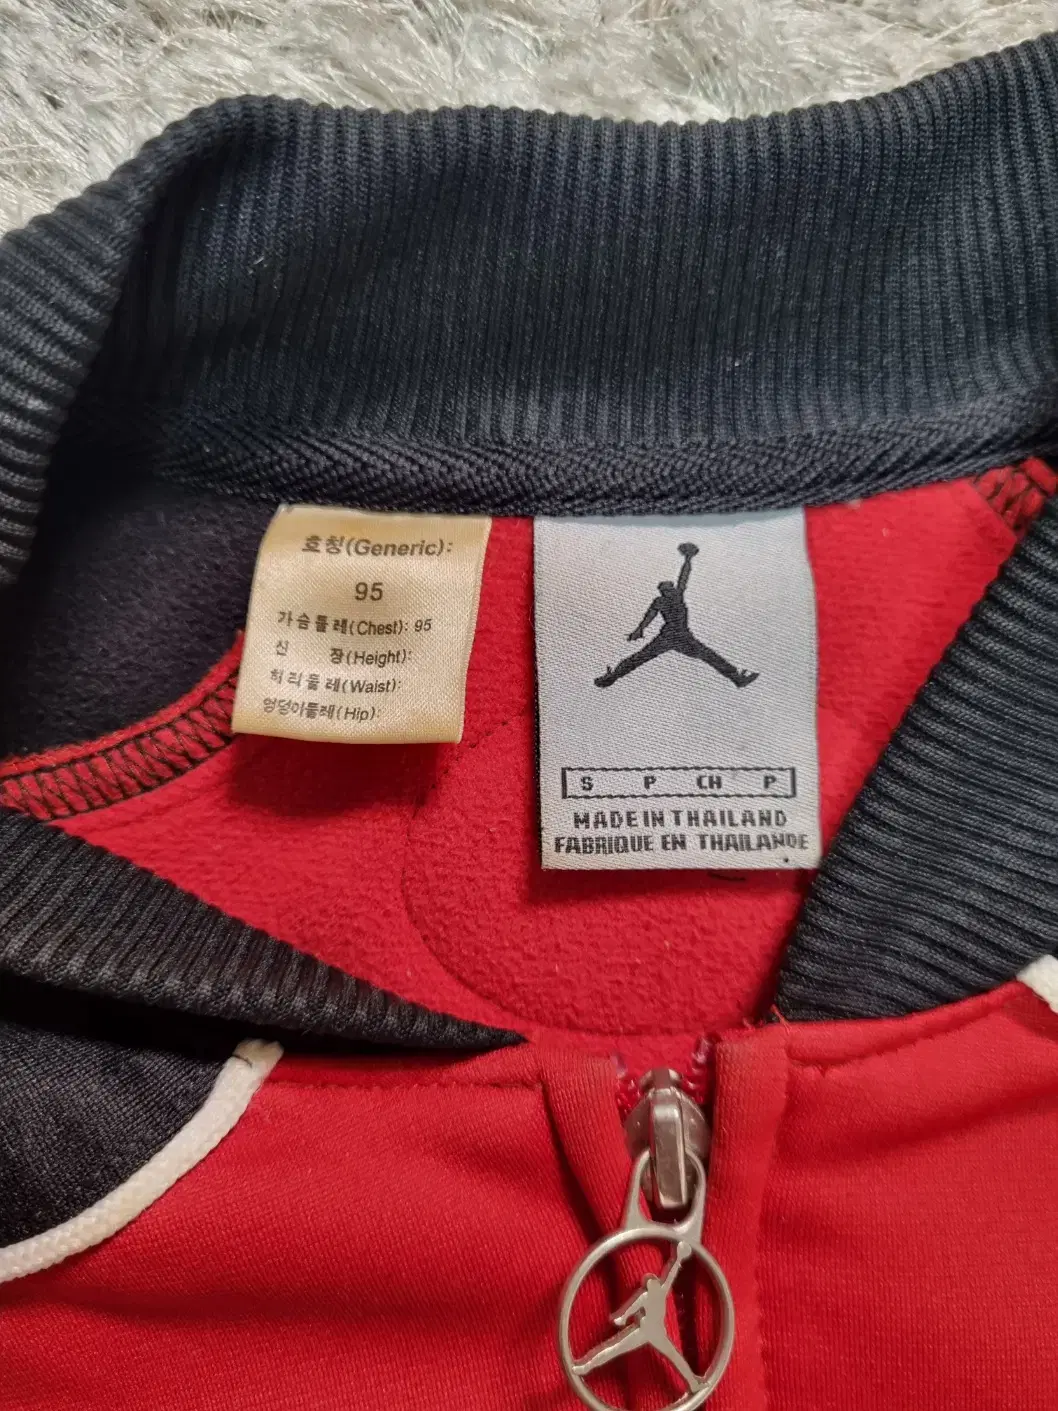 호칭(Generic):
95
가슴둘레(Chest): 95
신 장(Height):
허리둘레(Waist):
엉덩이둘레(Hip):
S P CH P
MADE IN THAILAND
FABRIQUE EN THAILANDE